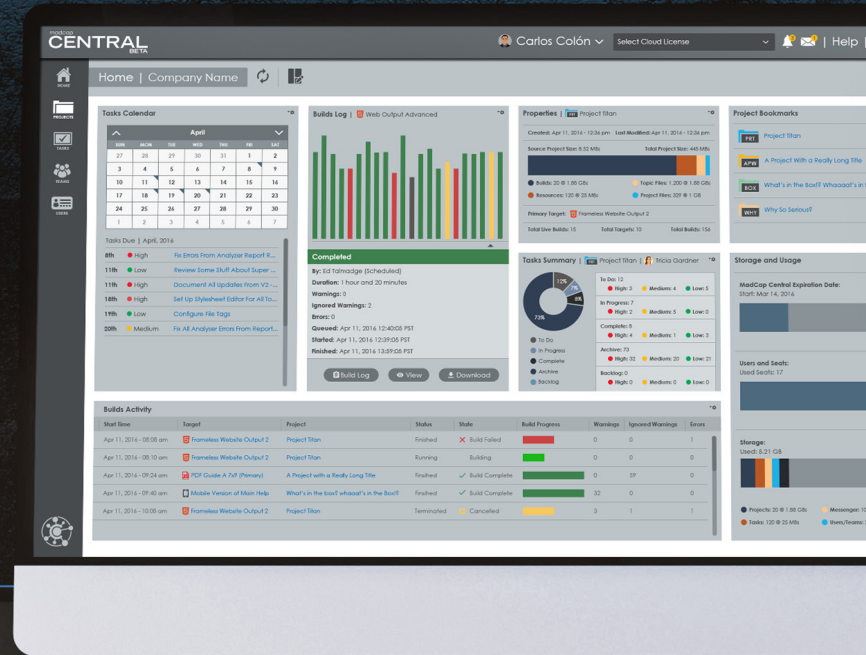 madcap
CENTRAL
BETA
Carlos Colón
Select Cloud License
| Help |
HOME
PROJECTS
TASKS
TEAMS
USERS
Home | Company Name
Tasks Calendar
April
SUN MON TUE WED THU FRI SAT
27 28 29 30 31 1 2
3 4 5 6 7 8 9
10 11 12 13 14 15 16
17 18 19 20 21 22 23
24 25 26 27 28 29 30
1 2 3 4 5 6 7
Tasks Due | April, 2016
8th High Fix Errors From Analyzer Report R...
11th Low Review Some Stuff About Super ...
11th High Document All Updates From V2 -...
18th High Set Up Stylesheet Editor For All To...
19th Low Configure File Tags
20th Medium Fix All Analyser Errors From Report...
Builds Log | Web Output Advanced
Completed
By: Ed Talmadge (Scheduled)
Duration: 1 hour and 20 minutes
Warnings: 0
Ignored Warnings: 2
Errors: 0
Queued: Apr 11, 2016 12:40:05 PST
Started: Apr 11, 2016 12:39:05 PST
Finished: Apr 11, 2016 13:59:05 PST
Build Log
View
Download
Properties | PRT Project Titan
Created: Apr 11, 2016 - 12:36 pm Last Modified: Apr 11, 2016 - 12:36 pm
Source Project Size: 8.52 MBs Total Project Size: 445 MBs
Builds: 20 @ 1.88 GBs Topic Files: 1,200 @ 1.88 GBs
Resources: 120 @ 25 MBs Project Files: 209 @ 1 GB
Primary Target: Frameless Website Output 2
Total Live Builds: 15 Total Targets: 10 Total Builds: 156
Tasks Summary | PRT Project Titan | Tricia Gardner
12%
7%
8%
73%
To Do
In Progress
Complete
Archive
Backlog
To Do: 12
High: 3 Medium: 4 Low: 5
In Progress: 7
High: 2 Medium: 5 Low: 0
Complete: 8
High: 4 Medium: 1 Low: 3
Archive: 73
High: 32 Medium: 20 Low: 21
Backlog: 0
High: 0 Medium: 0 Low: 0
Project Bookmarks
PRT Project Titan
APW A Project With a Really Long Title
BOX What's in the Box!? Whaaaat's in
WHY Why So Serious?
Storage and Usage
MadCap Central Expiration Date:
Start: Mar 14, 2016
Users and Seats:
Used Seats: 17
Storage:
Used: 8.21 GB
Projects: 20 @ 1.88 GBs Messenger: 10
Tasks: 120 @ 25 MBs Users/Teams:
Builds Activity
Start Time Target Project Status State Build Progress Warnings Ignored Warnings Errors
Apr 11, 2016 - 08:08 am Frameless Website Output 2 Project Titan Finished Build Failed 0 0 1
Apr 11, 2016 - 08:10 am Frameless Website Output 2 Project Titan Running Building 0 0 0
Apr 11, 2016 - 09:24 am PDF Guide A 7x9 (Primary) A Project with a Really Long Title Finished Build Complete 0 59 0
Apr 11, 2016 - 09:40 am Mobile Version of Main Help What's in the box!? whaaat's in the Box!? Finished Build Complete 32 0 0
Apr 11, 2016 - 10:08 am Frameless Website Output 2 Project Titan Terminated Cancelled 3 1 1